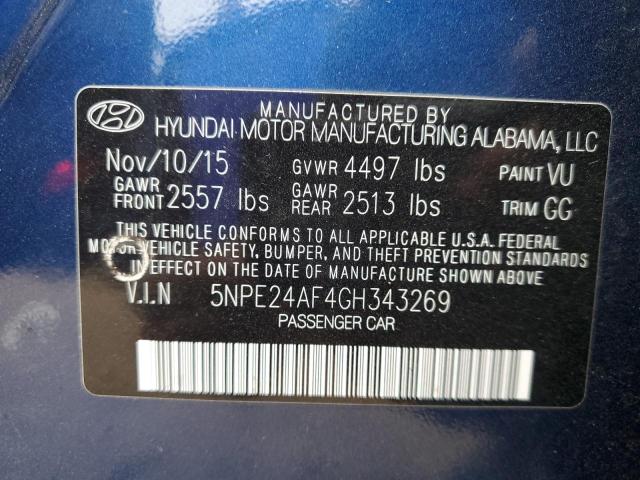 MANUFACTURED BY
HYUNDAI MOTOR MANUFACTURING ALABAMA, LLC
Nov/10/15 GVWR 4497 lbs PAINT VU
GAWR FRONT 2557 lbs GAWR REAR 2513 lbs TRIM GG
THIS VEHICLE CONFORMS TO ALL APPLICABLE U.S.A. FEDERAL
MOTOR VEHICLE SAFETY, BUMPER, AND THEFT PREVENTION STANDARDS
IN EFFECT ON THE DATE OF MANUFACTURE SHOWN ABOVE.
V.I.N 5NPE24AF4GH343269
PASSENGER CAR